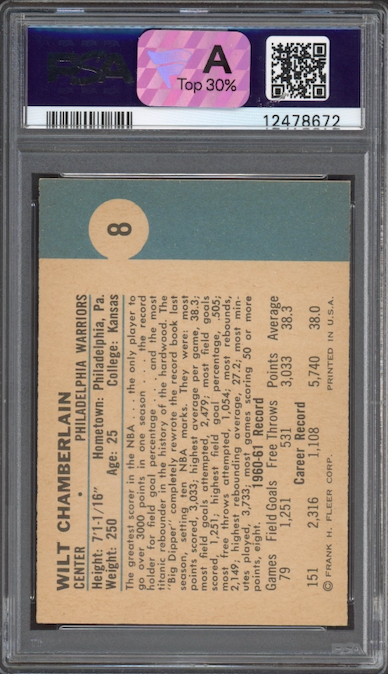 PSA
A
Top 30%
12478672
8
WILT CHAMBERLAIN
CENTER • PHILADELPHIA WARRIORS
Height: 7'1-1/16" Hometown: Philadelphia, Pa.
Weight: 250 Age: 25 College: Kansas
The greatest scorer in the NBA . . . the only player to
go over 3000 points in one season . . . the record
holder for field goal percentage . . . and the most
titanic rebounder in the history of the hardwood. The
"Big Dipper" completely rewrote the record book last
season, setting ten NBA marks. They were: most
points scored, 3,033; highest average per game, 38.3;
most field goals attempted, 2,479; most field goals
scored, 1,251; highest field goal percentage, .505;
most free throws attempted, 1,054; most rebounds,
2,149; highest rebounding average, 27.2; most min-
utes played, 3,733; most games scoring 50 or more
points, eight.
1960-61 Record
Games Field Goals Free Throws Points Average
79 1,251 531 3,033 38.3
Career Record
151 2,316 1,108 5,740 38.0
© FRANK H. FLEER CORP. PRINTED IN U.S.A.
PSA